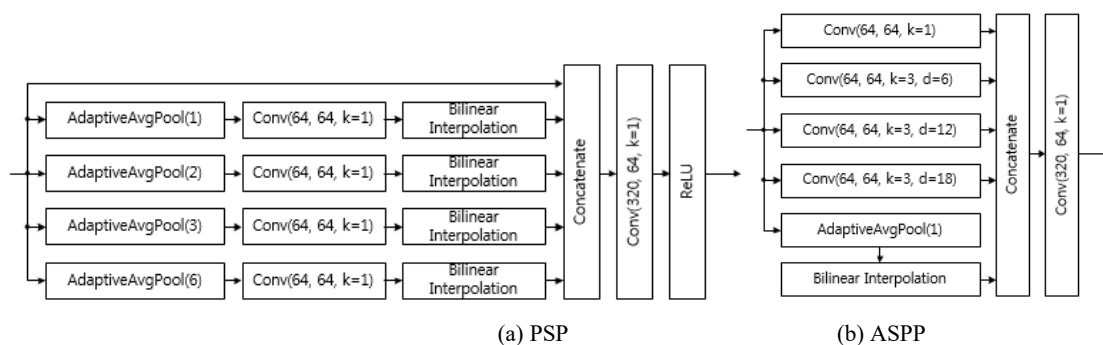 AdaptiveAvgPool(1)
Conv(64, 64, k=1)
Bilinear
Interpolation
AdaptiveAvgPool(2)
Conv(64, 64, k=1)
Bilinear
Interpolation
AdaptiveAvgPool(3)
Conv(64, 64, k=1)
Bilinear
Interpolation
AdaptiveAvgPool(6)
Conv(64, 64, k=1)
Bilinear
Interpolation
Concatenate
Conv(320, 64, k=1)
ReLU
(a) PSP
Conv(64, 64, k=1)
Conv(64, 64, k=3, d=6)
Conv(64, 64, k=3, d=12)
Conv(64, 64, k=3, d=18)
AdaptiveAvgPool(1)
Bilinear Interpolation
Concatenate
Conv(320, 64, k=1)
(b) ASPP